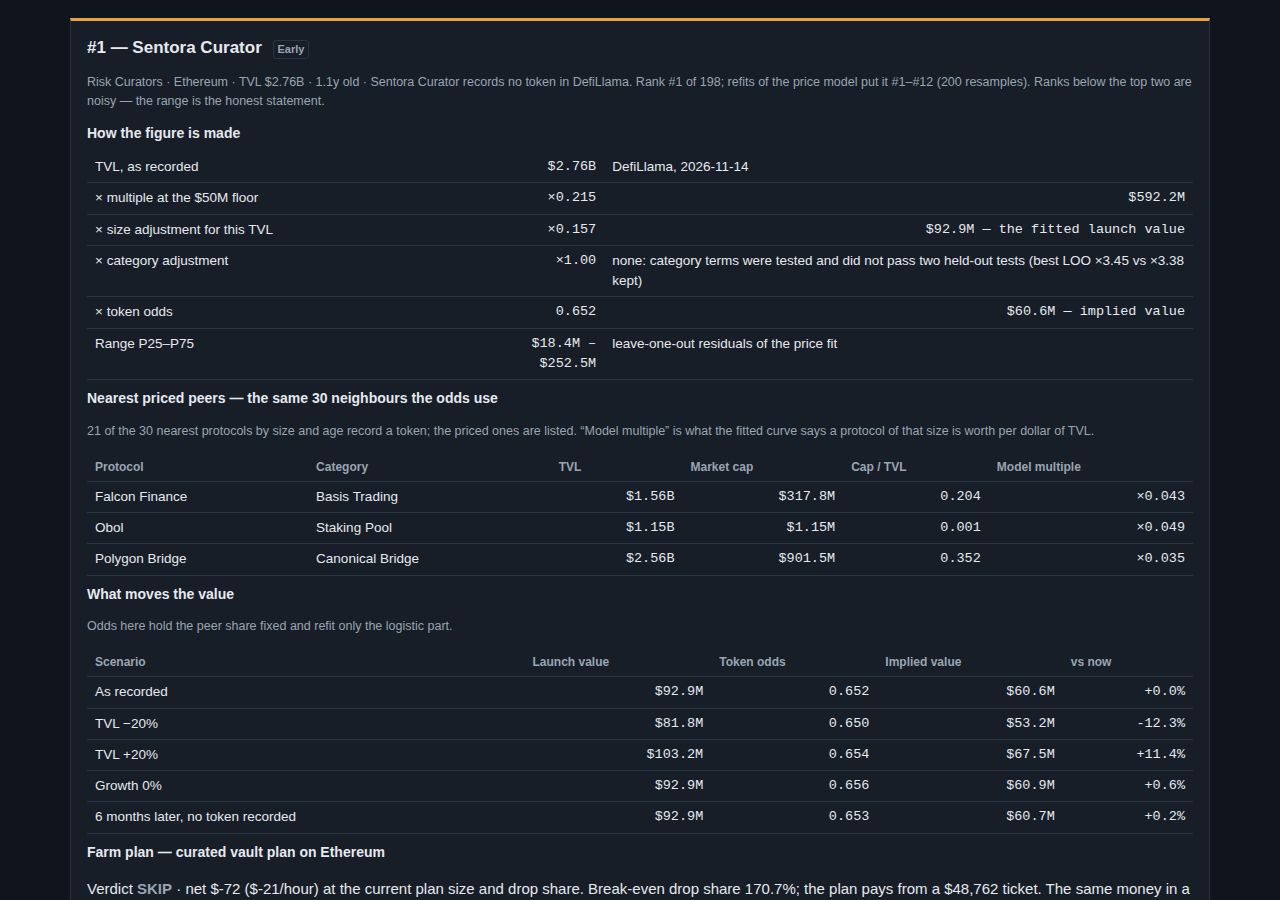 #1 — Sentora Curator Early
Risk Curators · Ethereum · TVL $2.76B · 1.1y old · Sentora Curator records no token in DefiLlama. Rank #1 of 198; refits of the price model put it #1–#12 (200 resamples). Ranks below the top two are
noisy — the range is the honest statement.
How the figure is made
TVL, as recorded $2.76B DefiLlama, 2026-11-14
× multiple at the $50M floor ×0.215 $592.2M
× size adjustment for this TVL ×0.157 $92.9M — the fitted launch value
× category adjustment ×1.00 none: category terms were tested and did not pass two held-out tests (best LOO ×3.45 vs ×3.38
kept)
× token odds 0.652 $60.6M — implied value
Range P25–P75 $18.4M – leave-one-out residuals of the price fit
$252.5M
Nearest priced peers — the same 30 neighbours the odds use
21 of the 30 nearest protocols by size and age record a token; the priced ones are listed. “Model multiple” is what the fitted curve says a protocol of that size is worth per dollar of TVL.
Protocol Category TVL Market cap Cap / TVL Model multiple
Falcon Finance Basis Trading $1.56B $317.8M 0.204 ×0.043
Obol Staking Pool $1.15B $1.15M 0.001 ×0.049
Polygon Bridge Canonical Bridge $2.56B $901.5M 0.352 ×0.035
What moves the value
Odds here hold the peer share fixed and refit only the logistic part.
Scenario Launch value Token odds Implied value vs now
As recorded $92.9M 0.652 $60.6M +0.0%
TVL −20% $81.8M 0.650 $53.2M -12.3%
TVL +20% $103.2M 0.654 $67.5M +11.4%
Growth 0% $92.9M 0.656 $60.9M +0.6%
6 months later, no token recorded $92.9M 0.653 $60.7M +0.2%
Farm plan — curated vault plan on Ethereum
Verdict SKIP · net $-72 ($-21/hour) at the current plan size and drop share. Break-even drop share 170.7%; the plan pays from a $48,762 ticket. The same money in a